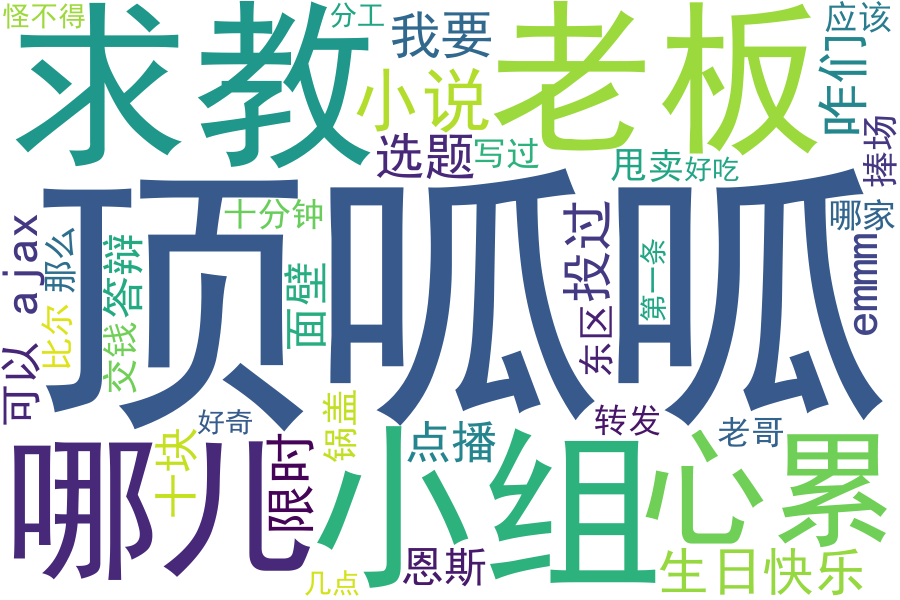 怪不得
求教
分工
我要
老板
应该
小说
咋们
选题
写过
甩卖
好吃
捧场
顶呱呱
十分钟
哪家
可以
ajax
那么
答辩
面壁
投过
第一条
emmm
东区
比尔
交钱
哪儿
十块
好奇
限时
锅盖
小组
点播
转发
老哥
心累
恩斯
几点
生日快乐